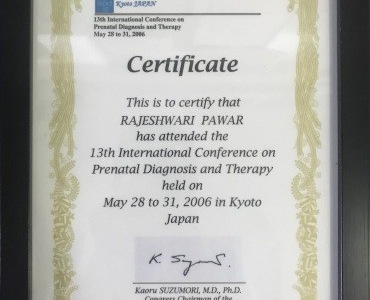 Kyoto JAPAN
13th International Conference on
Prenatal Diagnosis and Therapy
May 28 to 31, 2006
Certificate
This is to certify that
RAJESHWARI PAWAR
has attended the
13th International Conference on
Prenatal Diagnosis and Therapy
held on
May 28 to 31, 2006 in Kyoto
Japan
Kaoru SUZUMORI, M.D., Ph.D.
Congress Chairman of the